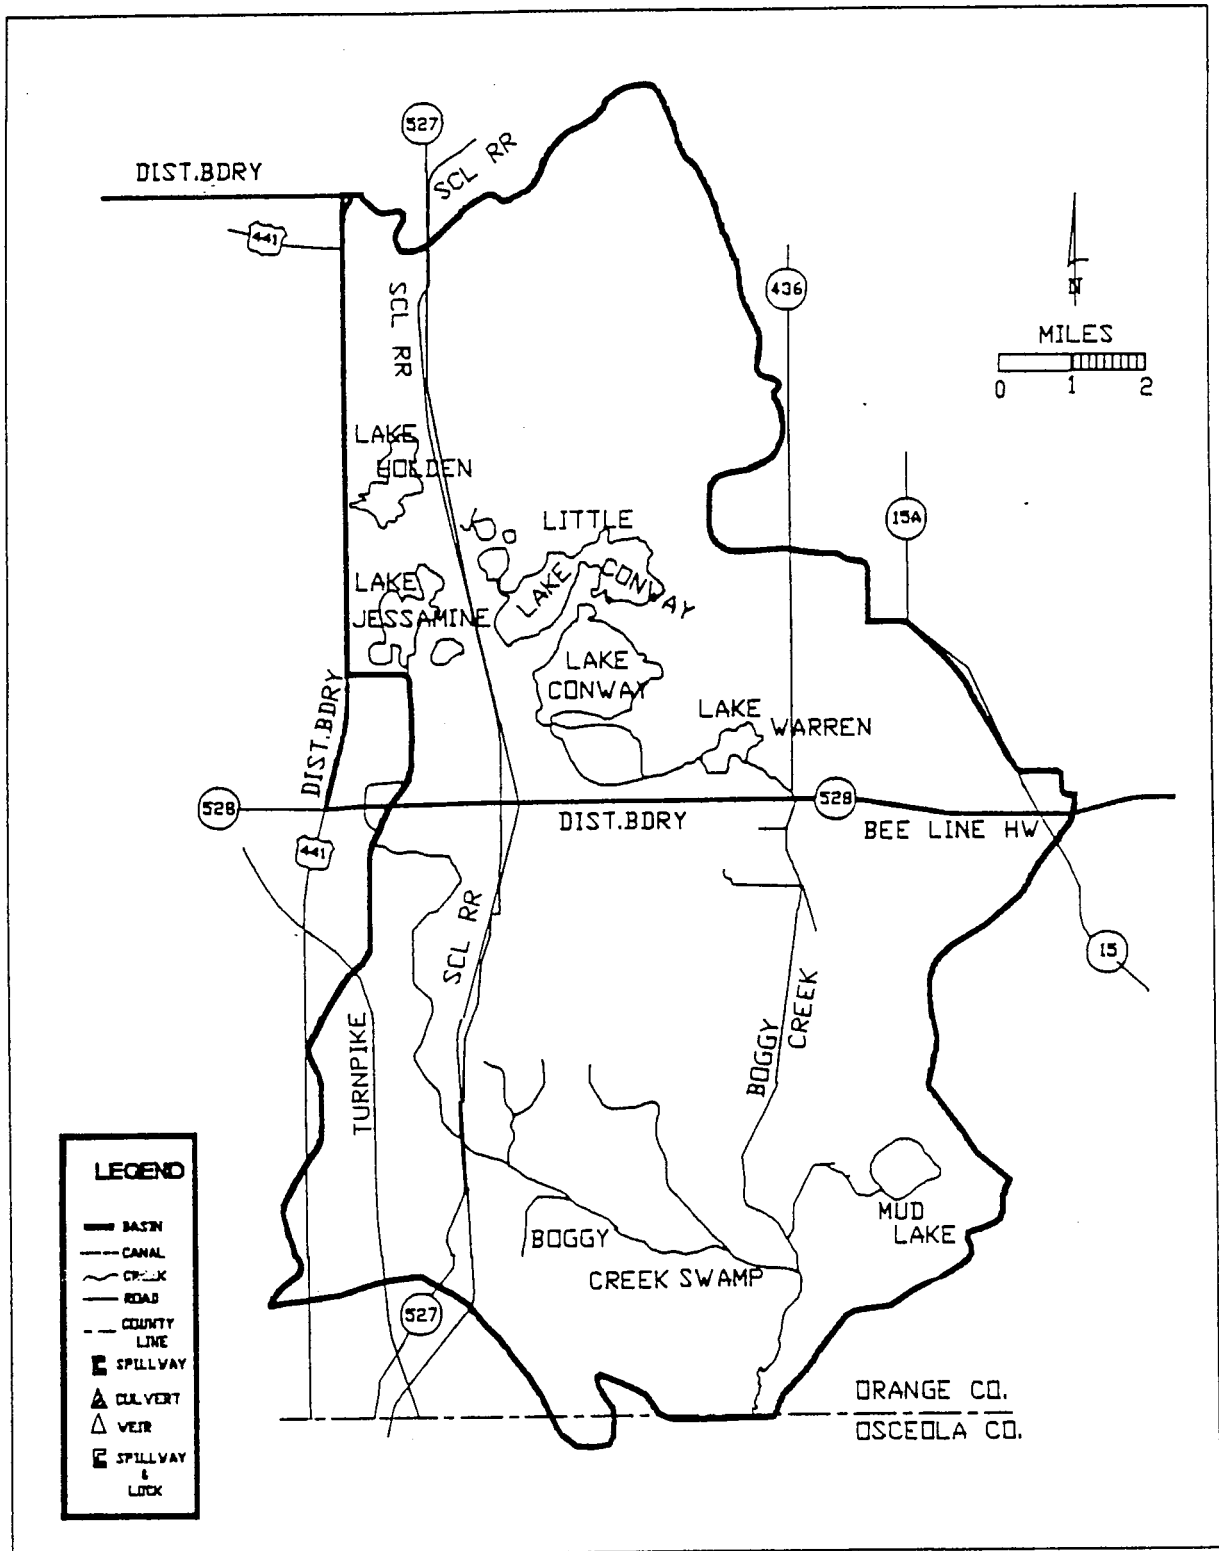 527
SCL RR
DIST.BDRY
441
436
N
SCL RR
MILES
0 1 2
LAKE
HOLDEN
LITTLE
15A
LAKE
CONWAY
LAKE
JESSAMINE
LAKE
CONWAY
LAKE
WARREN
DIST.BDRY
528
528
DIST.BDRY
BEE LINE HW
441
SCL RR
15
BOGGY
CREEK
TURNPIKE
MUD
LAKE
BOGGY
CREEK SWAMP
527
ORANGE CO.
OSCEOLA CO.
LEGEND
BASIN
CANAL
CREEK
ROAD
COUNTY
LINE
SPILLWAY
CULVERT
WEIR
SPILLWAY
&
LOCK